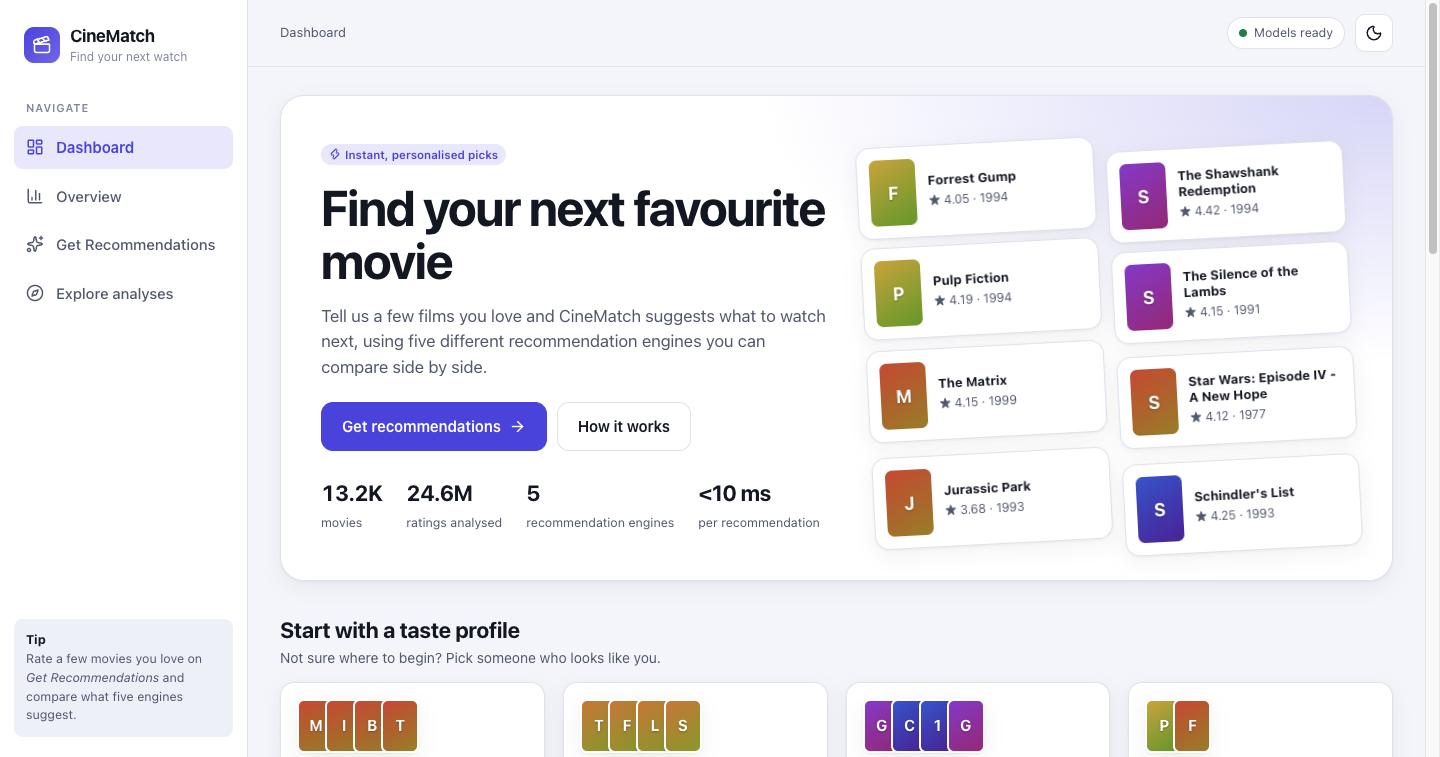 CineMatch
Find your next watch
NAVIGATE
Dashboard
Overview
Get Recommendations
Explore analyses
Tip
Rate a few movies you love on
Get Recommendations and
compare what five engines
suggest.
Dashboard
Models ready
Instant, personalised picks
Find your next favourite
movie
Tell us a few films you love and CineMatch suggests what to watch
next, using five different recommendation engines you can
compare side by side.
Get recommendations →
How it works
13.2K
movies
24.6M
ratings analysed
5
recommendation engines
<10 ms
per recommendation
F
Forrest Gump
★ 4.05 · 1994
S
The Shawshank
Redemption
★ 4.42 · 1994
P
Pulp Fiction
★ 4.19 · 1994
S
The Silence of the
Lambs
★ 4.15 · 1991
M
The Matrix
★ 4.15 · 1999
S
Star Wars: Episode IV -
A New Hope
★ 4.12 · 1977
J
Jurassic Park
★ 3.68 · 1993
S
Schindler's List
★ 4.25 · 1993
Start with a taste profile
Not sure where to begin? Pick someone who looks like you.
M I B T
T F L S
G C 1 G
P F